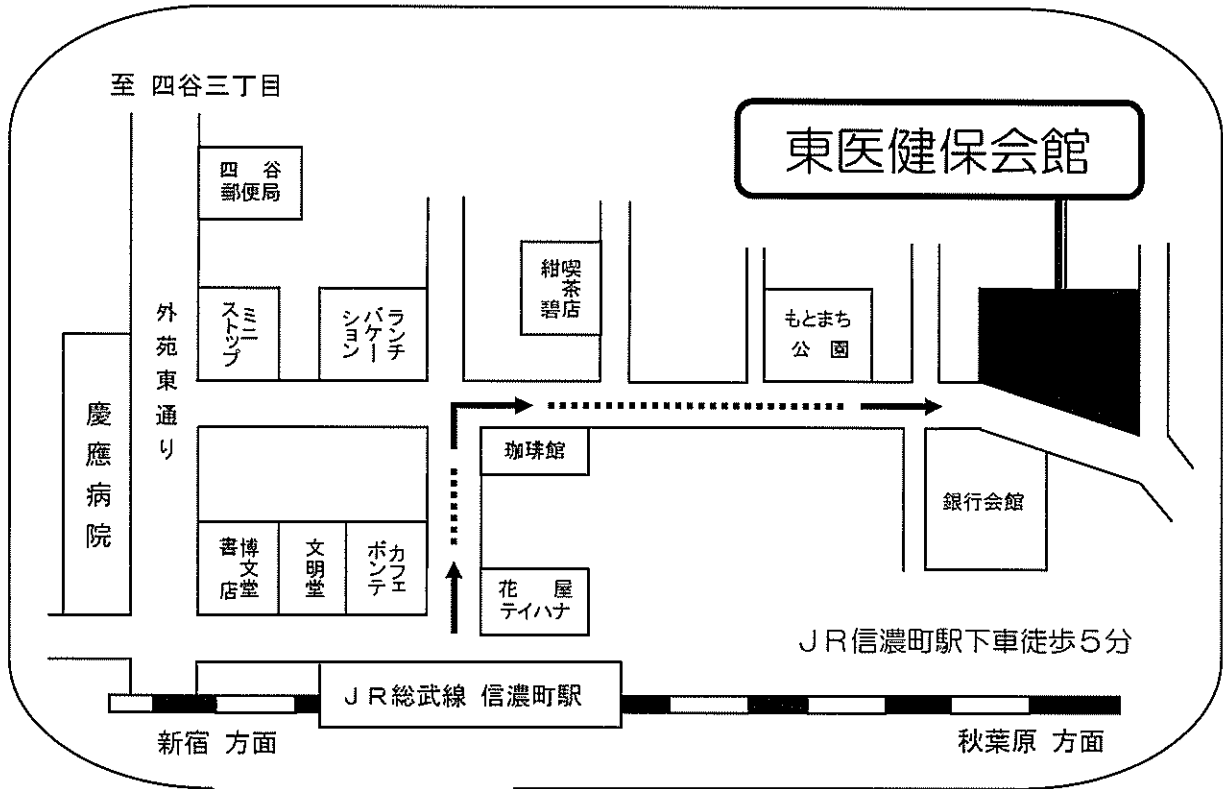 至 四谷三丁目
東医健保会館
四谷
郵便局
外苑東通り
ミニ
ストップ
ランチ
バケー
ション
喫茶店
紺碧
もとまち
公園
慶應病院
珈琲館
銀行会館
博文堂
書店
文明堂
カフェ
ボンテ
花屋
テイハナ
JR信濃町駅下車徒歩5分
JR総武線 信濃町駅
新宿 方面
秋葉原 方面